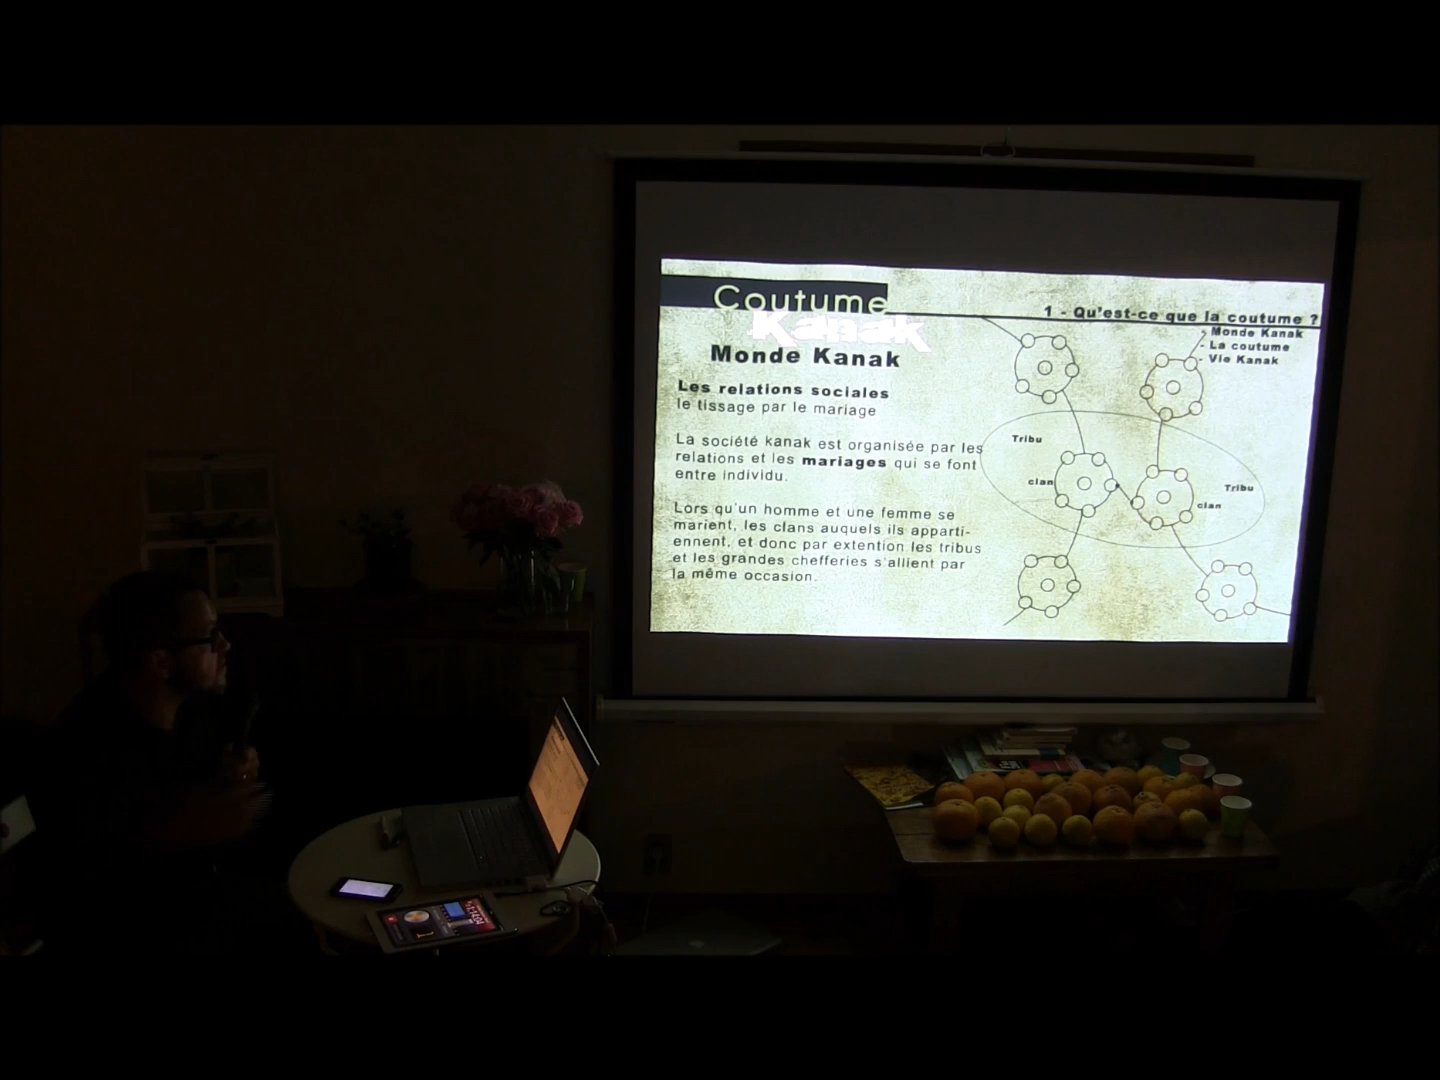 Coutume
Kanak
1 - Qu'est-ce que la coutume ?
- Monde Kanak
- La coutume
- Vie Kanak
Monde Kanak
Les relations sociales
le tissage par le mariage
La société kanak est organisée par les
relations et les mariages qui se font
entre individu.
Lors qu'un homme et une femme se
marient, les clans auquels ils apparti-
ennent, et donc par extention les tribus
et les grandes chefferies s'allient par
la même occasion.
Tribu
clan
Tribu
clan